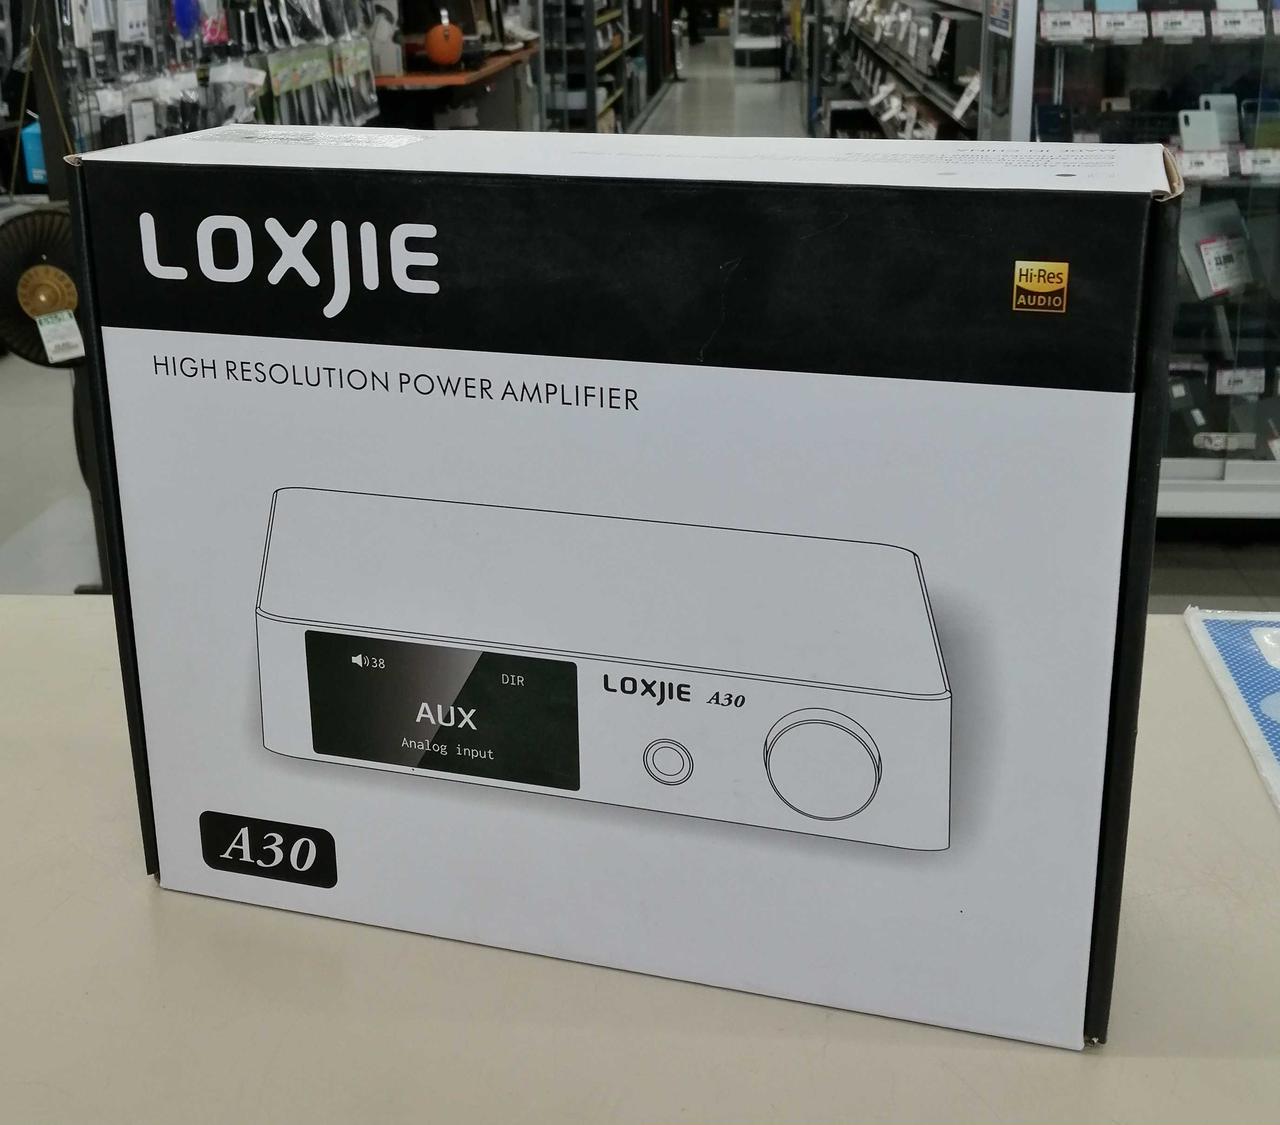 LOXJIE
Hi-Res
AUDIO
HIGH RESOLUTION POWER AMPLIFIER
38
DIR
AUX
Analog input
LOXJIE A30
A30